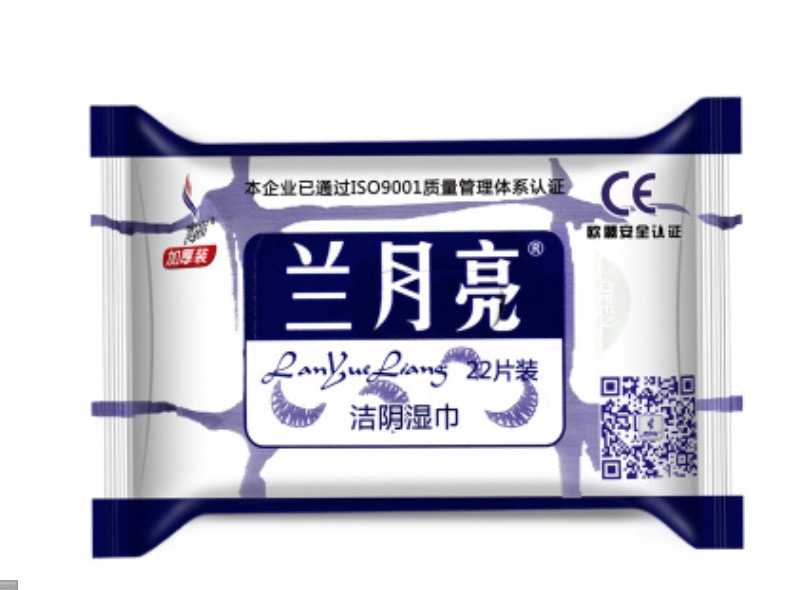 本企业已通过ISO9001质量管理体系认证
CE
欧盟安全认证
加厚装
兰月亮®
LanYueLiang 22片装
洁阴湿巾
OPEN